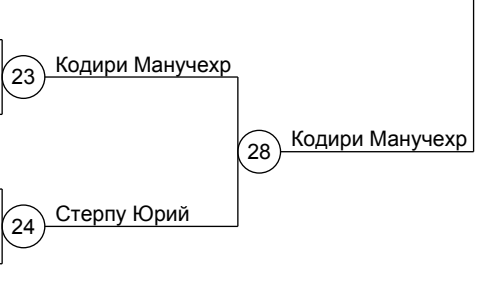 Кодири Манучехр
23
Кодири Манучехр
28
Стерпу Юрий
24